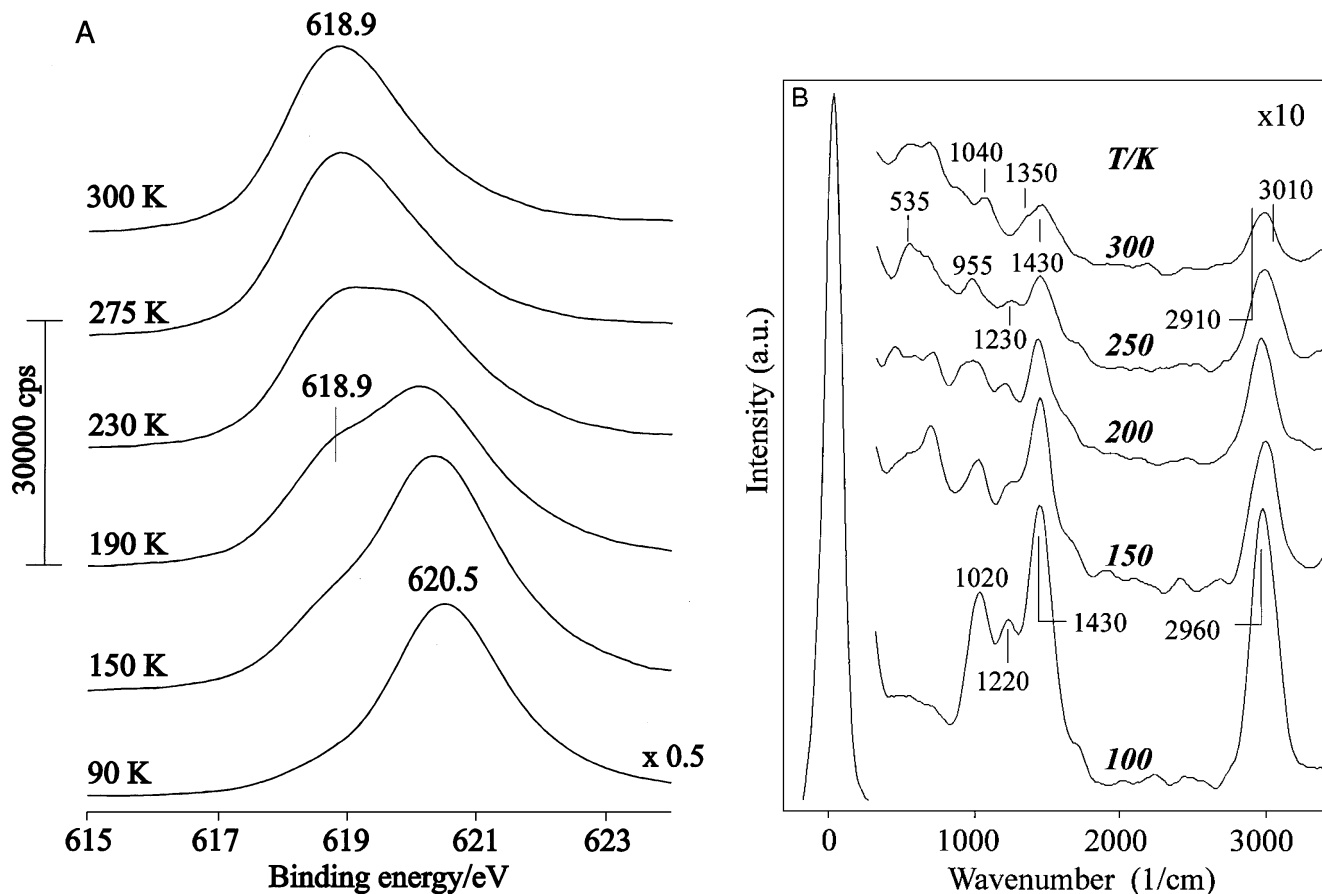 A
618.9
300 K
275 K
230 K
618.9
190 K
150 K
620.5
90 K
x 0.5
30000 cps
615 617 619 621 623
Binding energy/eV
B
x10
T/K
1040
1350
3010
535
300
955
1430
2910
1230
250
200
150
1020
1430
2960
1220
100
Intensity (a.u.)
0 1000 2000 3000
Wavenumber (1/cm)